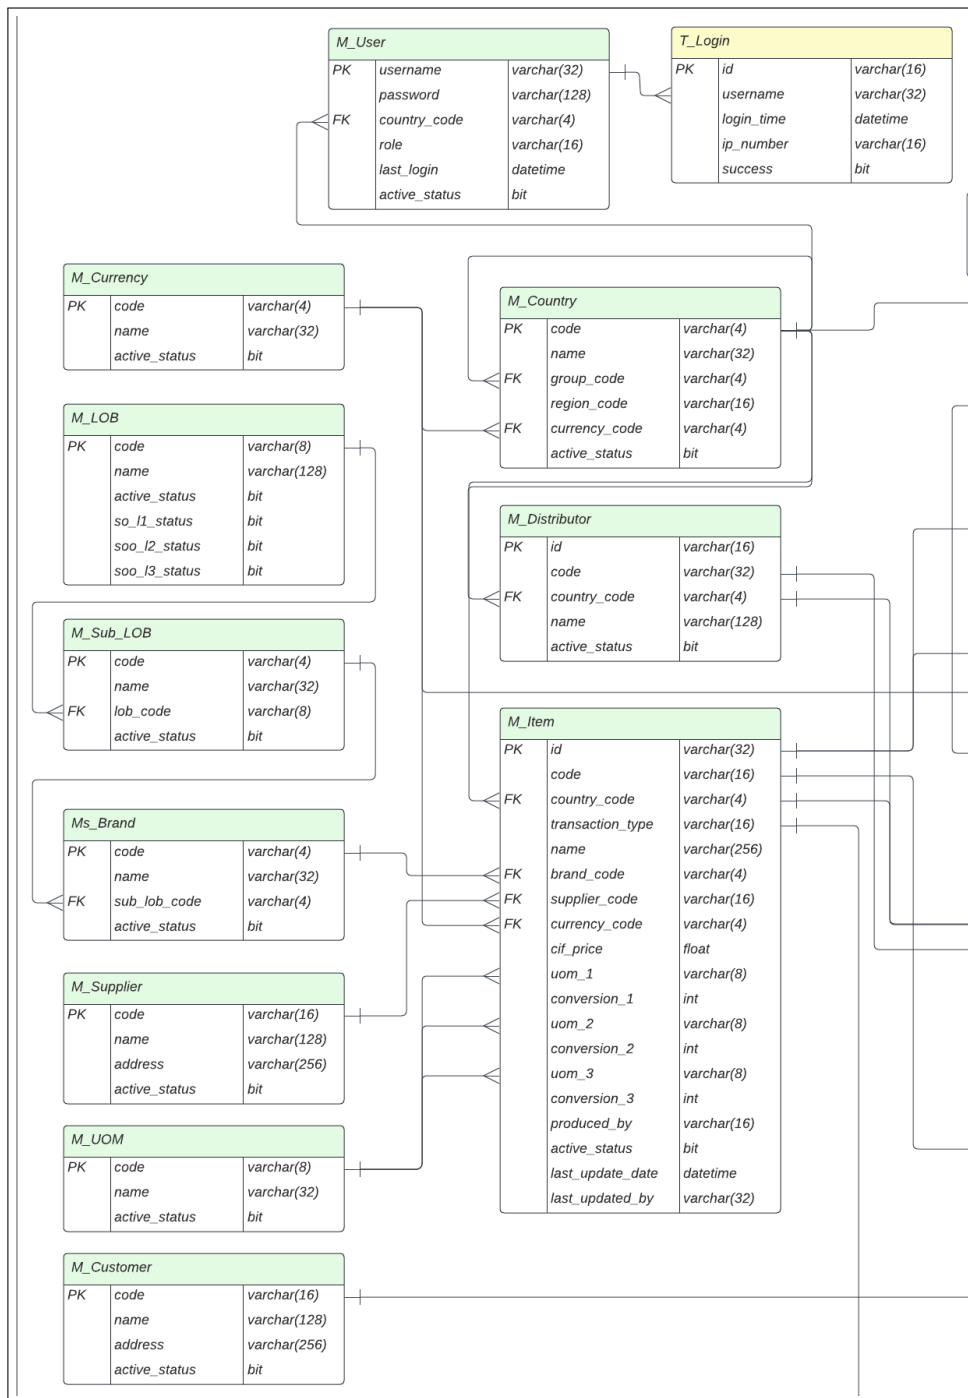 M_User
PK username varchar(32)
password varchar(128)
FK country_code varchar(4)
role varchar(16)
last_login datetime
active_status bit
T_Login
PK id varchar(16)
username varchar(32)
login_time datetime
ip_number varchar(16)
success bit
M_Currency
PK code varchar(4)
name varchar(32)
active_status bit
M_Country
PK code varchar(4)
name varchar(32)
FK group_code varchar(4)
region_code varchar(16)
FK currency_code varchar(4)
active_status bit
M_LOB
PK code varchar(8)
name varchar(128)
active_status bit
so_l1_status bit
soo_l2_status bit
soo_l3_status bit
M_Distributor
PK id varchar(16)
code varchar(32)
FK country_code varchar(4)
name varchar(128)
active_status bit
M_Sub_LOB
PK code varchar(4)
name varchar(32)
FK lob_code varchar(8)
active_status bit
M_Item
PK id varchar(32)
code varchar(16)
FK country_code varchar(4)
transaction_type varchar(16)
name varchar(256)
FK brand_code varchar(4)
FK supplier_code varchar(16)
FK currency_code varchar(4)
cif_price float
uom_1 varchar(8)
conversion_1 int
uom_2 varchar(8)
conversion_2 int
uom_3 varchar(8)
conversion_3 int
produced_by varchar(16)
active_status bit
last_update_date datetime
last_updated_by varchar(32)
Ms_Brand
PK code varchar(4)
name varchar(32)
FK sub_lob_code varchar(4)
active_status bit
M_Supplier
PK code varchar(16)
name varchar(128)
address varchar(256)
active_status bit
M_UOM
PK code varchar(8)
name varchar(32)
active_status bit
M_Customer
PK code varchar(16)
name varchar(128)
address varchar(256)
active_status bit